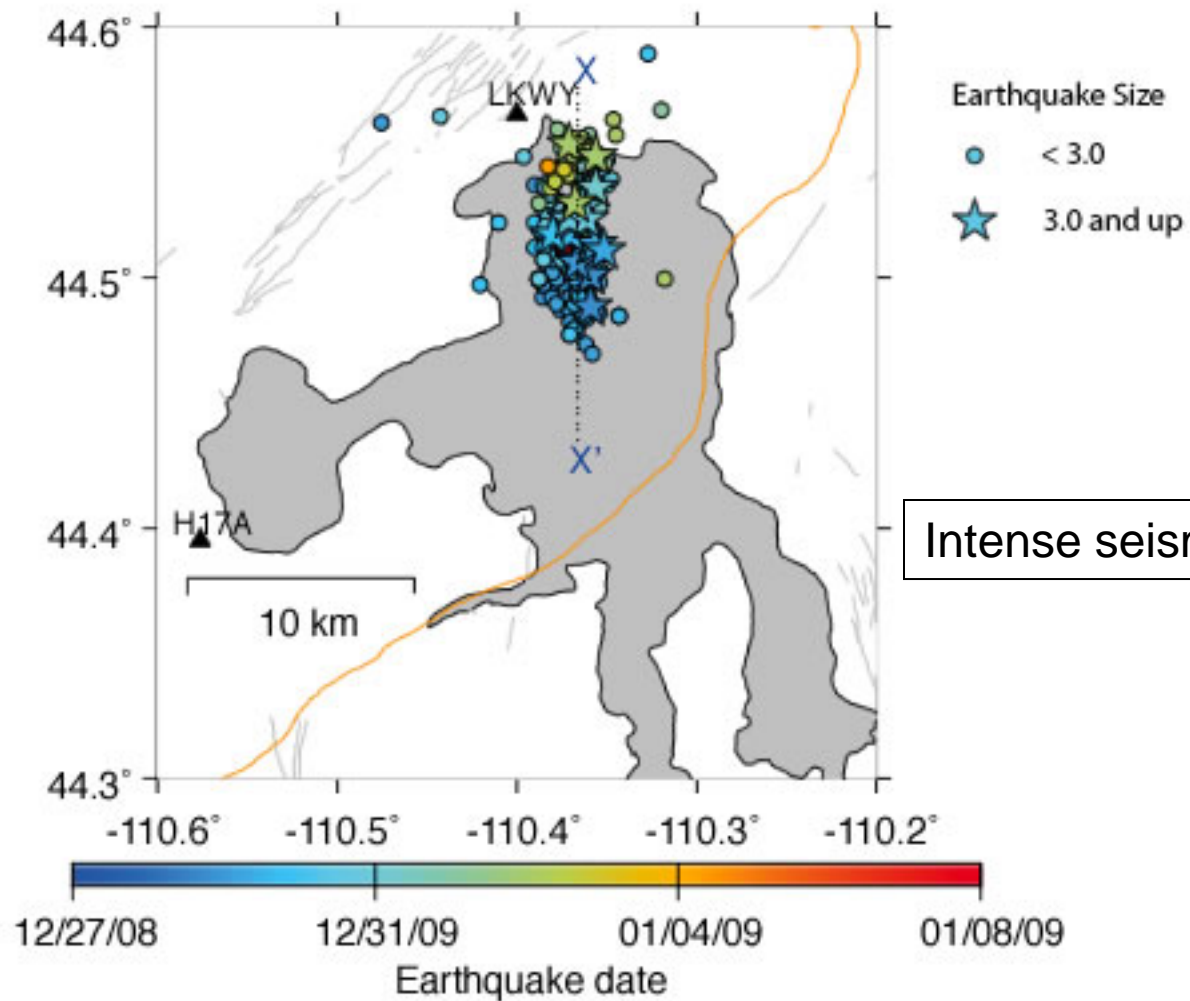 44.6°
X
LKWY
Earthquake Size
< 3.0
3.0 and up
44.5°
X'
H17A
44.4°
Intense
10 km
44.3°
-110.6° -110.5° -110.4° -110.3° -110.2°
12/27/08 12/31/09 01/04/09 01/08/09
Earthquake date